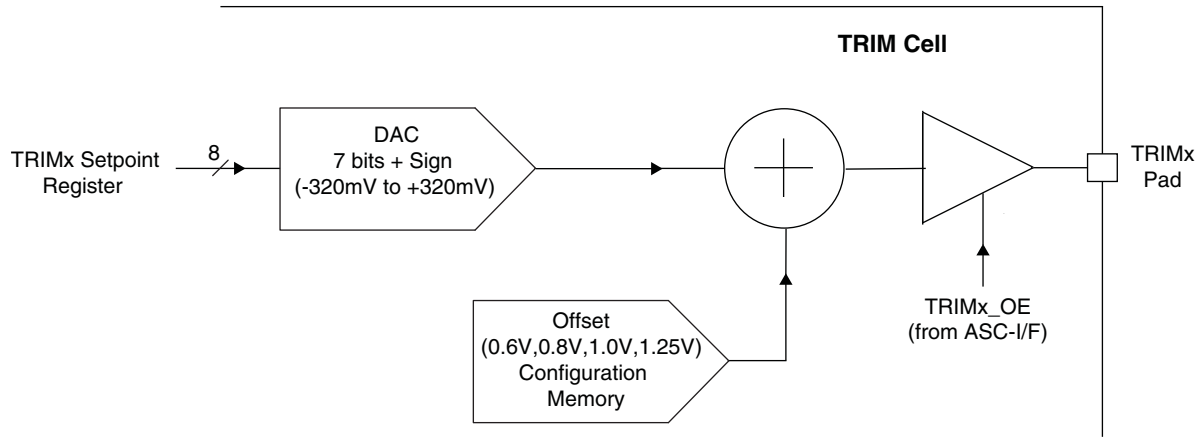 TRIM Cell
TRIMx Setpoint
Register
8
DAC
7 bits + Sign
(-320mV to +320mV)
TRIMx
Pad
Offset
(0.6V,0.8V,1.0V,1.25V)
Configuration
Memory
TRIMx_OE
(from ASC-I/F)